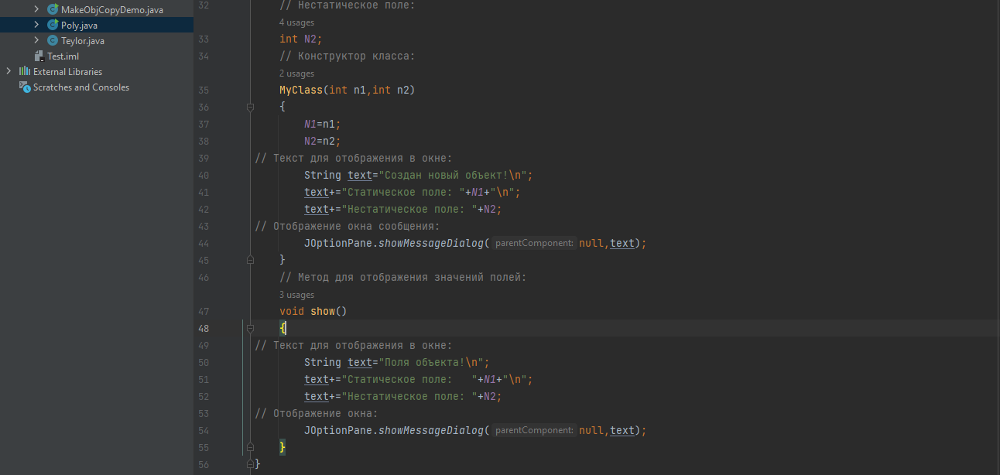 MakeObjCopyDemo.java
Poly.java
Teylor.java
Test.iml
External Libraries
Scratches and Consoles
32 // Нестатическое поле:
4 usages
33 int N2;
34 // Конструктор класса:
2 usages
35 MyClass(int n1,int n2)
36 {
37 N1=n1;
38 N2=n2;
39 // Текст для отображения в окне:
40 String text="Создан новый объект!\n";
41 text+="Статическое поле: "+N1+"\n";
42 text+="Нестатическое поле: "+N2;
43 // Отображение окна сообщения:
44 JOptionPane.showMessageDialog( parentComponent: null,text);
45 }
46 // Метод для отображения значений полей:
3 usages
47 void show()
48 {
49 // Текст для отображения в окне:
50 String text="Поля объекта!\n";
51 text+="Статическое поле:   "+N1+"\n";
52 text+="Нестатическое поле: "+N2;
53 // Отображение окна:
54 JOptionPane.showMessageDialog( parentComponent: null,text);
55 }
56 }